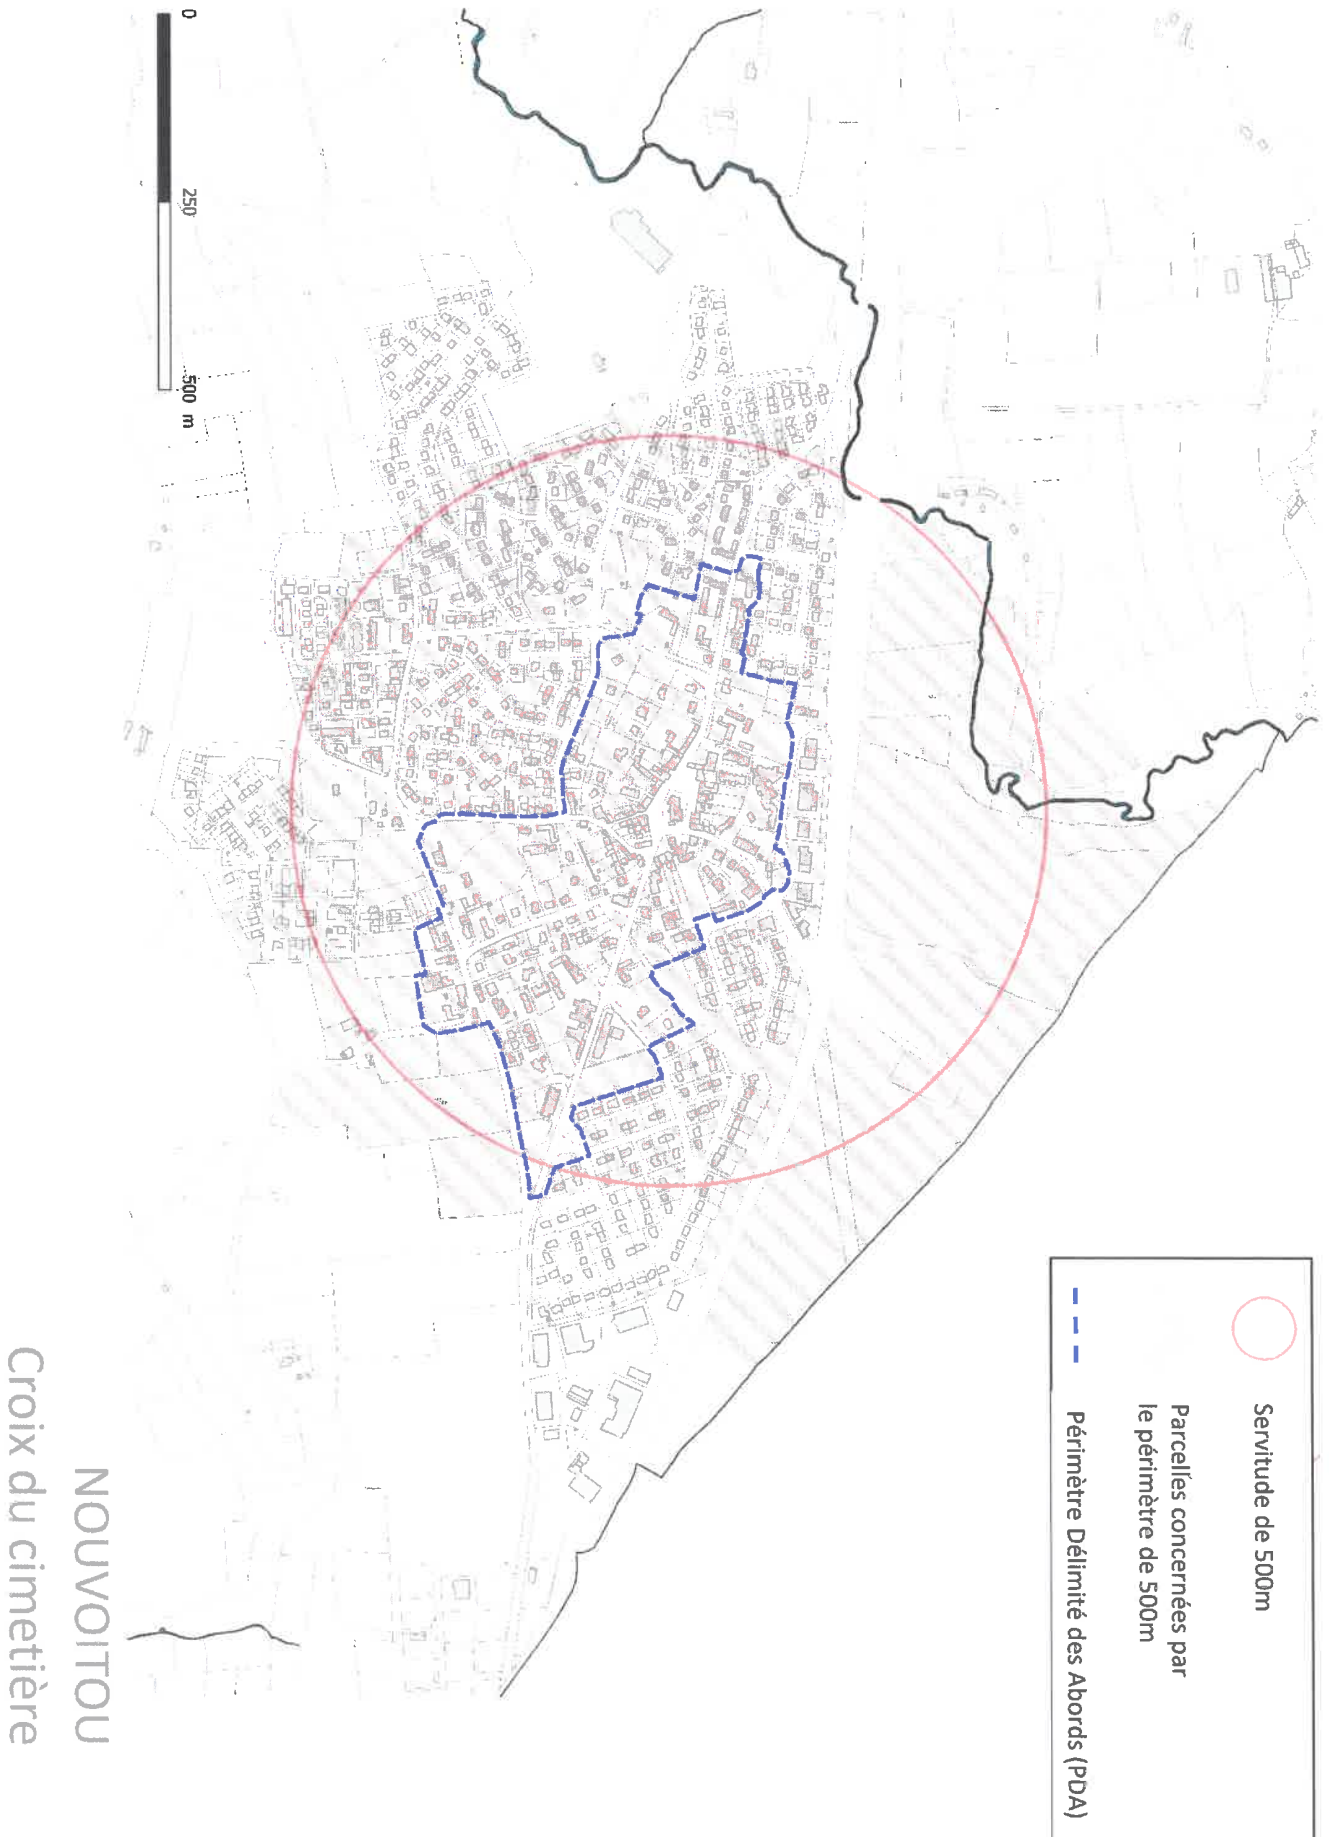 Servitude de 500m
Parcelles concernées par
le périmètre de 500m
Périmètre Délimité des Abords (PDA)
0 250 500 m
NOUVOITOU
Croix du cimetière